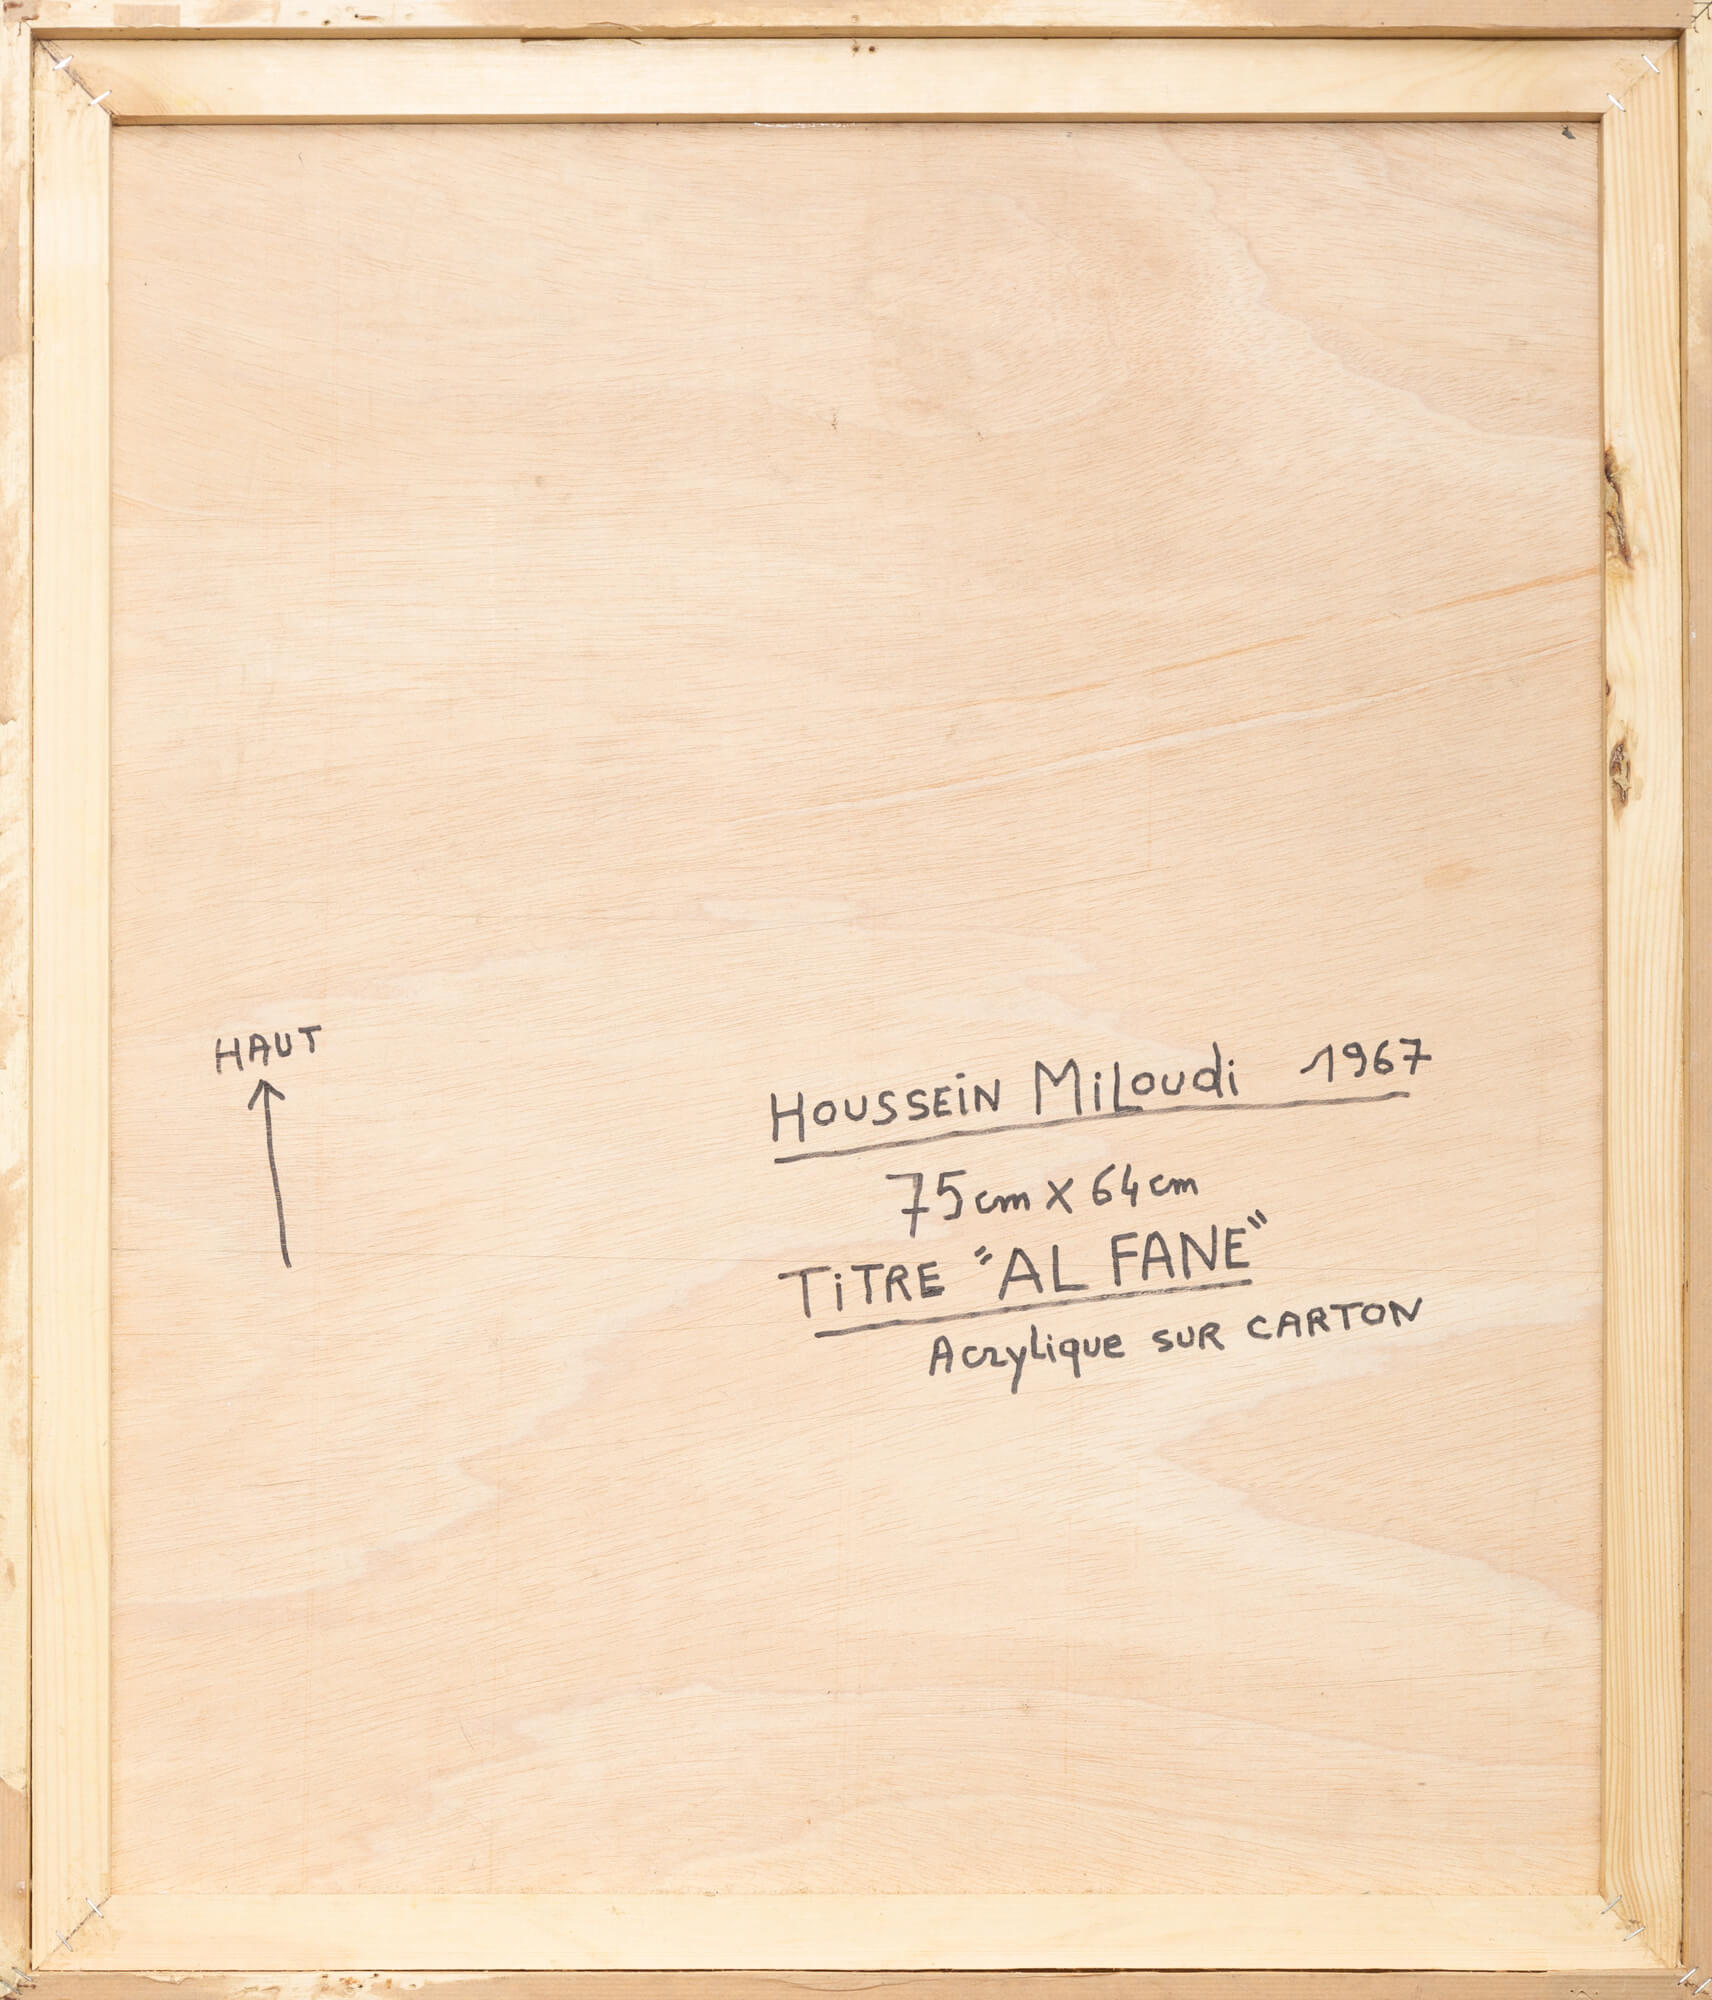 HAUT
HOUSSEIN MiLOUdi 1967
75cm X 64cm
TiTRE "AL FANE"
Acrylique SUR CARTON